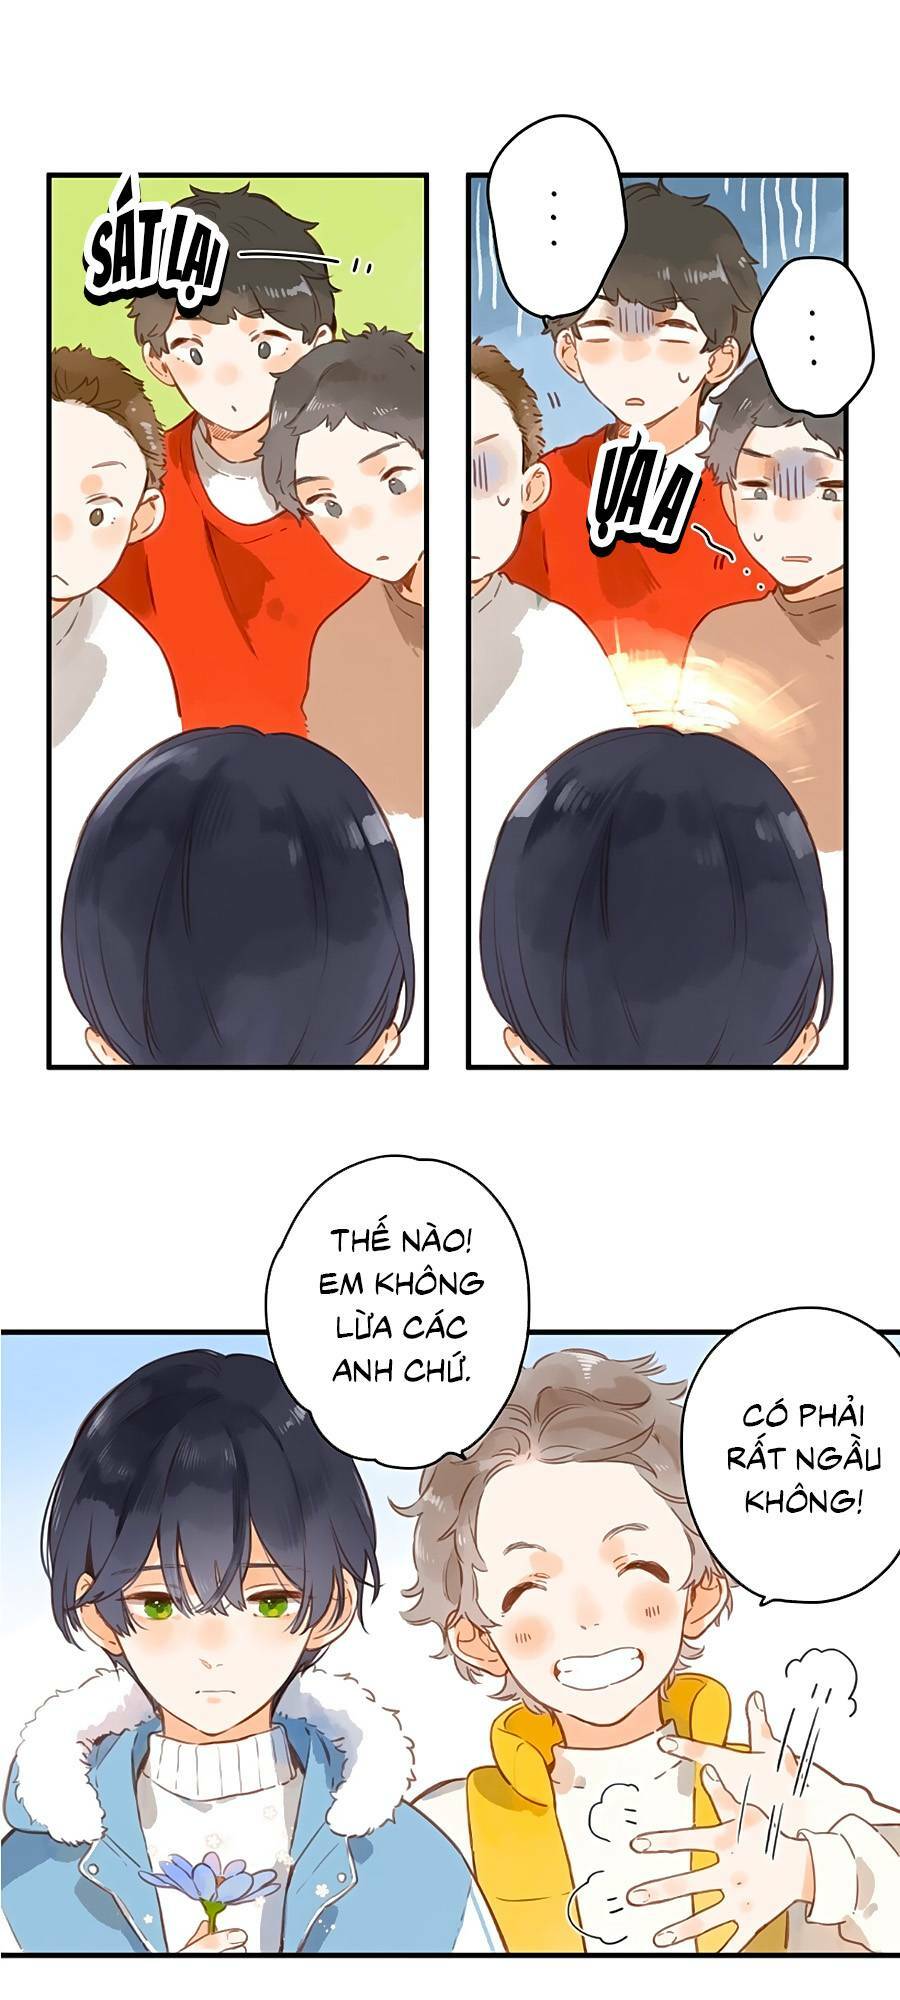 SÁT LẠI
...
...
ỰA A
THẾ NÀO!
EM KHÔNG
LỪA CÁC
ANH CHỨ.
CÓ PHẢI
RẤT NGẦU
KHÔNG!